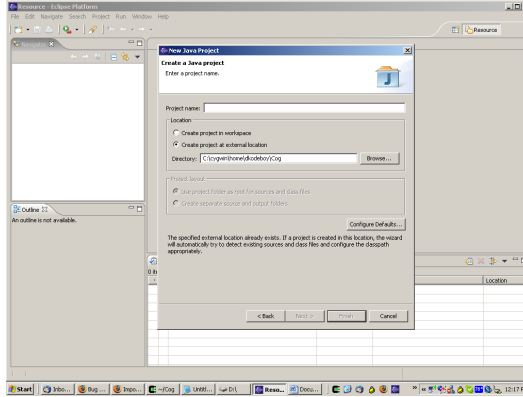 Resource - Eclipse Platform
File Edit Navigate Search Project Run Window Help
Resource
Navigator
Outline
An outline is not available.
New Java Project
Create a Java project
Enter a project name.
Project name:
Location
Create project in workspace
Create project at external location
Directory: C:\cygwin\home\dkodeboy\Cog
Browse...
Project layout
Use project folder as root for sources and class files
Create separate source and output folders
Configure Defaults...
The specified external location already exists. If a project is created in this location, the wizard
will automatically try to detect existing sources and class files and configure the classpath
appropriately.
Location
< Back Next > Finish Cancel
Start Inbo... Bug ... Impo... ~/Cog Untitl... D:\ Reso... Docu... 12:17 P